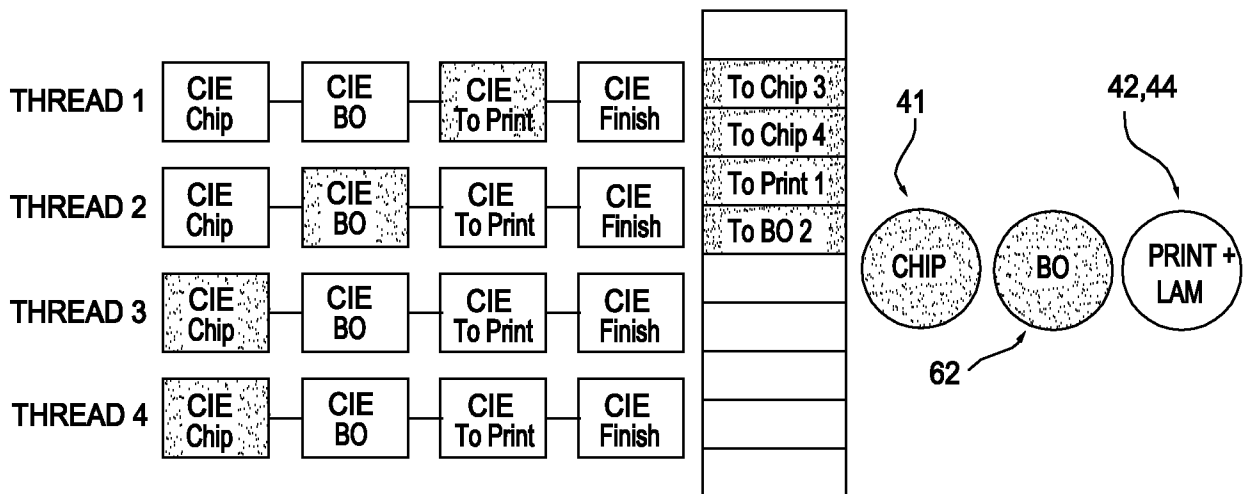 THREAD 1
CIE
Chip
CIE
BO
CIE
To Print
CIE
Finish
THREAD 2
CIE
Chip
CIE
BO
CIE
To Print
CIE
Finish
THREAD 3
CIE
Chip
CIE
BO
CIE
To Print
CIE
Finish
THREAD 4
CIE
Chip
CIE
BO
CIE
To Print
CIE
Finish
To Chip 3
To Chip 4
To Print 1
To BO 2
41
42,44
CHIP
BO
PRINT +
LAM
62